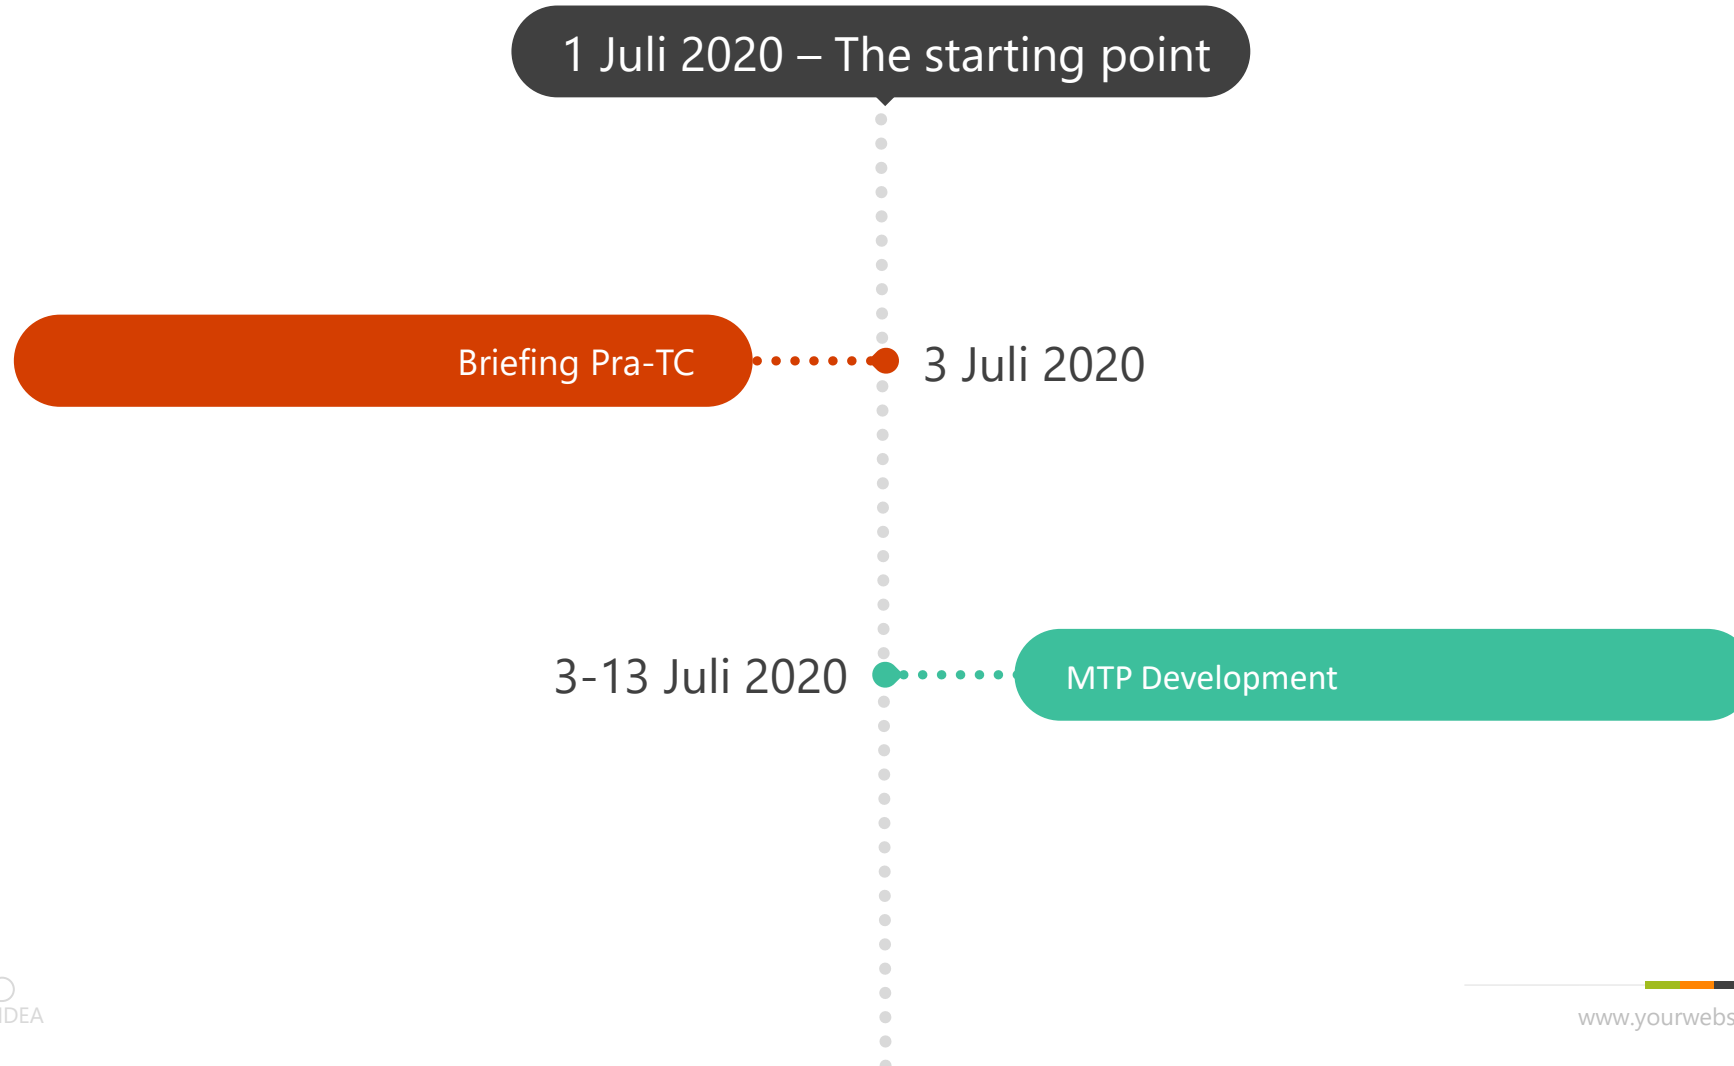 1 Juli 2020 – The starting point
Briefing Pra-TC
3 Juli 2020
3-13 Juli 2020
MTP Development
IDEA
www.yourwebs